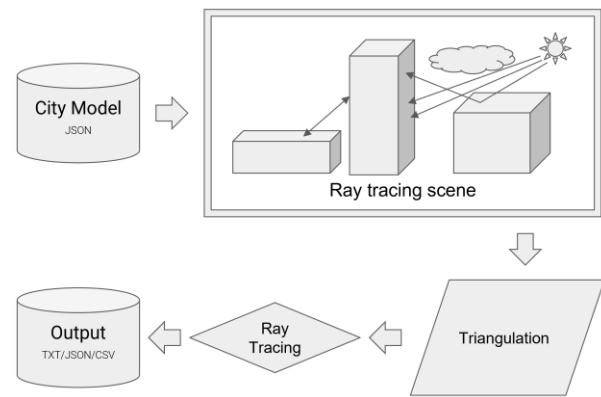 City Model
JSON
Ray tracing scene
Triangulation
Ray
Tracing
Output
TXT/JSON/CSV